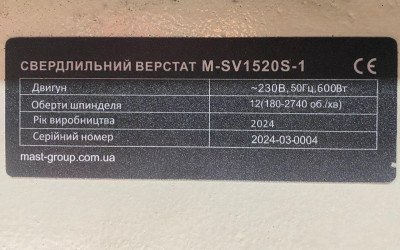 СВЕРДЛИЛЬНИЙ ВЕРСТАТ M-SV1520S-1 CE
Двигун ~230В, 50Гц, 600Вт
Оберти шпинделя 12(180-2740 об./хв)
Рік виробництва 2024
Серійний номер 2024-03-0004
mast-group.com.ua